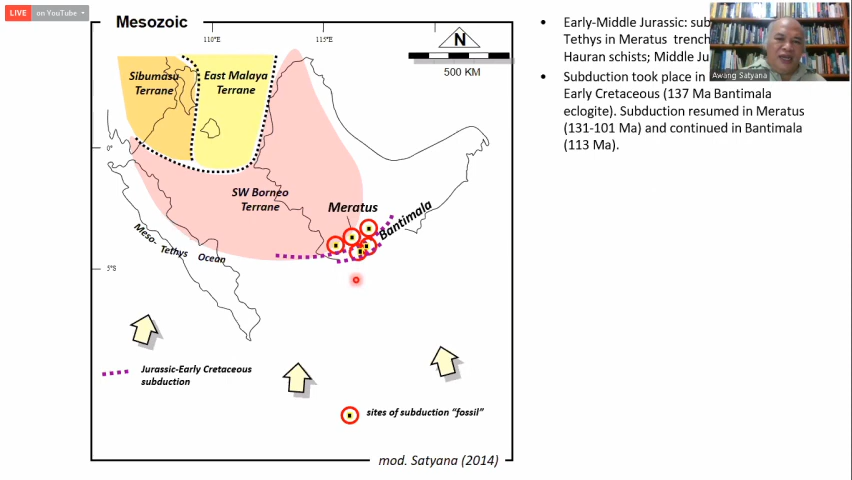 LIVE on YouTube
Mesozoic
110°E
115°E
N
500 KM
Sibumasu
Terrane
East Malaya
Terrane
0°
SW Borneo
Terrane
Meratus
Bantimala
Meso-
Tethys Ocean
5°S
Jurassic-Early Cretaceous
subduction
sites of subduction “fossil”
mod. Satyana (2014)
• Early-Middle Jurassic:
Tethys in Meratus trench
Hauran schists; Middle
• Subduction took place in
Early Cretaceous (137 Ma Bantimala
eclogite). Subduction resumed in Meratus
(131-101 Ma) and continued in Bantimala
(113 Ma).
Awang Satyana